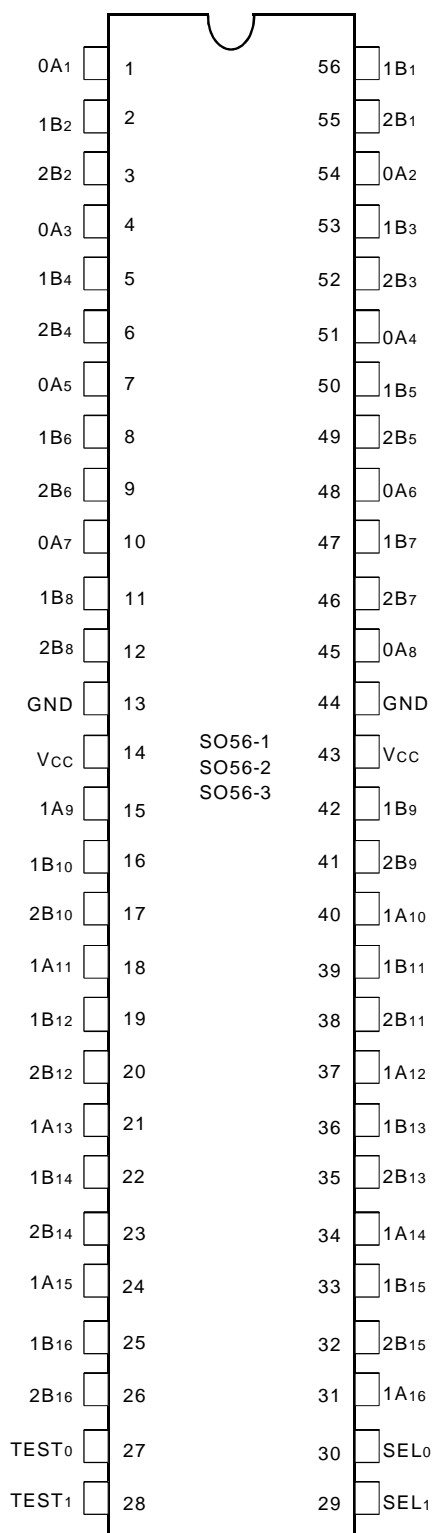 0A1 1 56 1B1
1B2 2 55 2B1
2B2 3 54 0A2
0A3 4 53 1B3
1B4 5 52 2B3
2B4 6 51 0A4
0A5 7 50 1B5
1B6 8 49 2B5
2B6 9 48 0A6
0A7 10 47 1B7
1B8 11 46 2B7
2B8 12 45 0A8
GND 13 44 GND
VCC 14 SO56-1 43 VCC
SO56-2
1A9 15 SO56-3 42 1B9
1B10 16 41 2B9
2B10 17 40 1A10
1A11 18 39 1B11
1B12 19 38 2B11
2B12 20 37 1A12
1A13 21 36 1B13
1B14 22 35 2B13
2B14 23 34 1A14
1A15 24 33 1B15
1B16 25 32 2B15
2B16 26 31 1A16
TEST0 27 30 SEL0
TEST1 28 29 SEL1